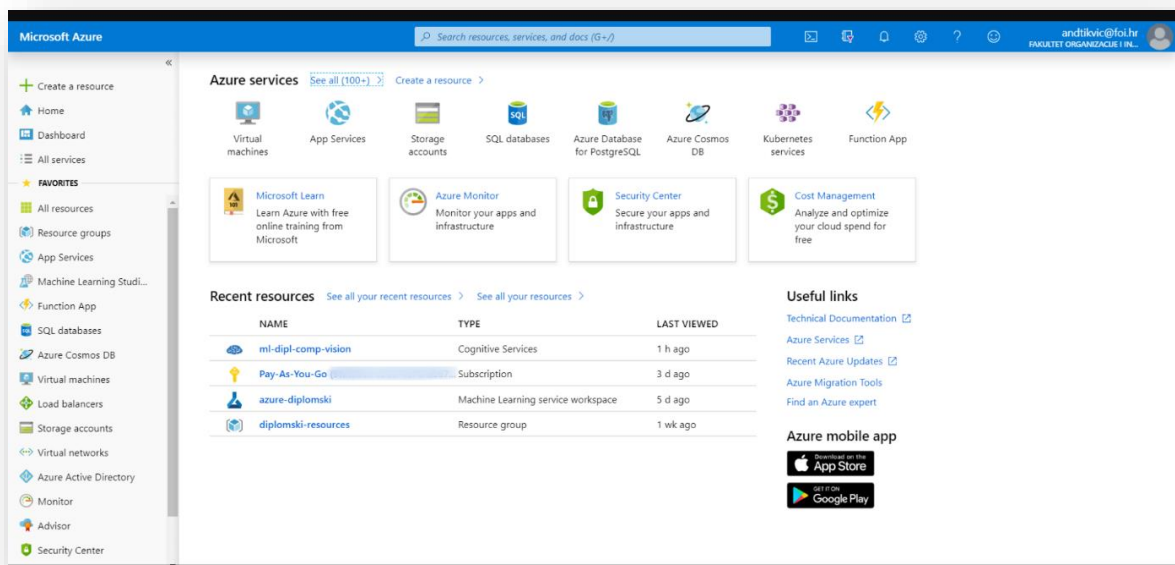 Microsoft Azure
Search resources, services, and docs (G+/)
andtikvic@foi.hr
FAKULTET ORGANIZACIJE I IN...
«
Create a resource
Home
Dashboard
All services
FAVORITES
All resources
Resource groups
App Services
Machine Learning Studi...
Function App
SQL databases
Azure Cosmos DB
Virtual machines
Load balancers
Storage accounts
Virtual networks
Azure Active Directory
Monitor
Advisor
Security Center
Azure services See all (100+) > Create a resource >
Virtual machines
App Services
Storage accounts
SQL databases
Azure Database for PostgreSQL
Azure Cosmos DB
Kubernetes services
Function App
Microsoft Learn
Learn Azure with free
online training from
Microsoft
Azure Monitor
Monitor your apps and
infrastructure
Security Center
Secure your apps and
infrastructure
Cost Management
Analyze and optimize
your cloud spend for
free
Recent resources See all your recent resources > See all your resources >
NAME TYPE LAST VIEWED
ml-dipl-comp-vision Cognitive Services 1 h ago
Pay-As-You-Go Subscription 3 d ago
azure-diplomski Machine Learning service workspace 5 d ago
diplomski-resources Resource group 1 wk ago
Useful links
Technical Documentation
Azure Services
Recent Azure Updates
Azure Migration Tools
Find an Azure expert
Azure mobile app
Download on the
App Store
GET IT ON
Google Play